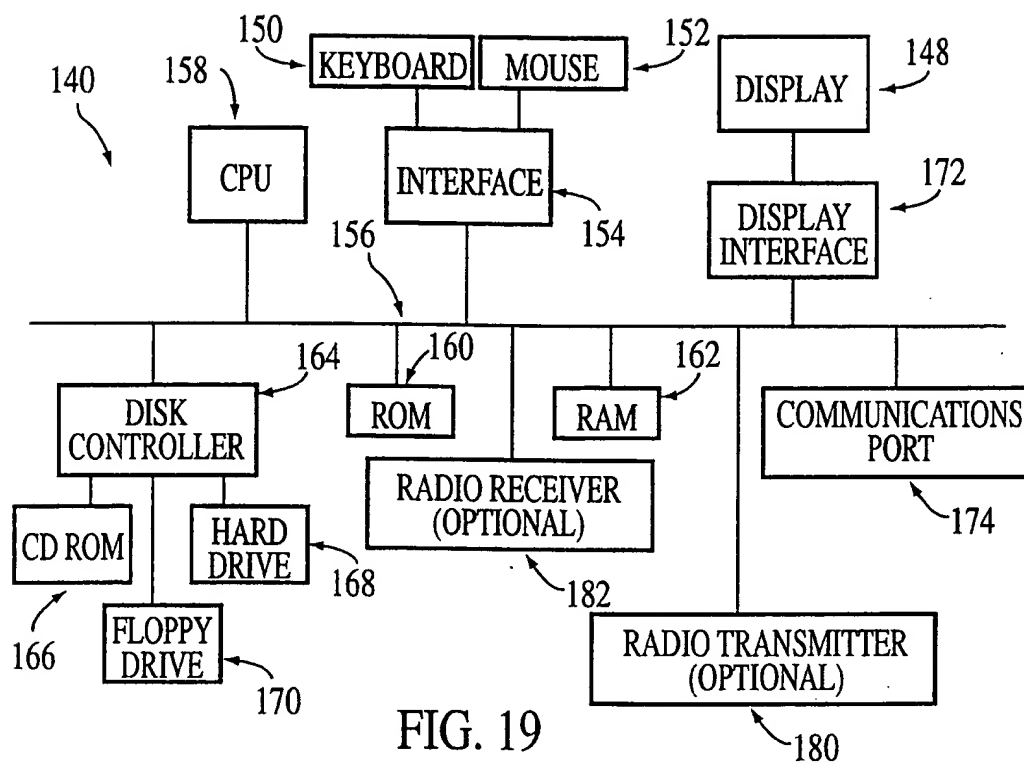 150
KEYBOARD
MOUSE
152
158
140
CPU
INTERFACE
154
DISPLAY
148
172
DISPLAY
INTERFACE
156
164
DISK
CONTROLLER
160
ROM
162
RAM
COMMUNICATIONS
PORT
174
RADIO RECEIVER
(OPTIONAL)
182
CD ROM
166
HARD
DRIVE
168
FLOPPY
DRIVE
170
RADIO TRANSMITTER
(OPTIONAL)
180
FIG. 19